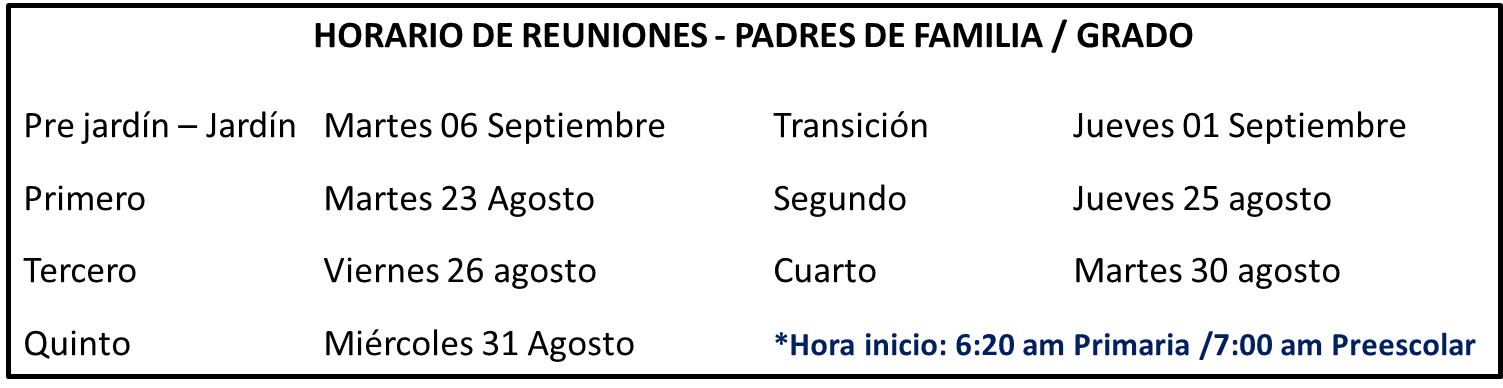 HORARIO DE REUNIONES - PADRES DE FAMILIA / GRADO
Pre jardín – Jardín Martes 06 Septiembre Transición Jueves 01 Septiembre
Primero Martes 23 Agosto Segundo Jueves 25 agosto
Tercero Viernes 26 agosto Cuarto Martes 30 agosto
Quinto Miércoles 31 Agosto *Hora inicio: 6:20 am Primaria /7:00 am Preescolar